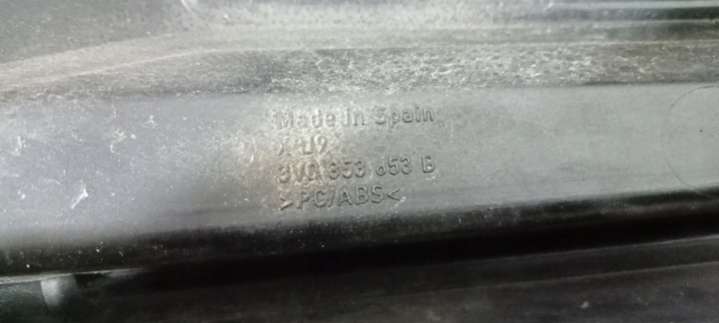 Made in Spain
3V0 853 653 B
>PC/ABS<